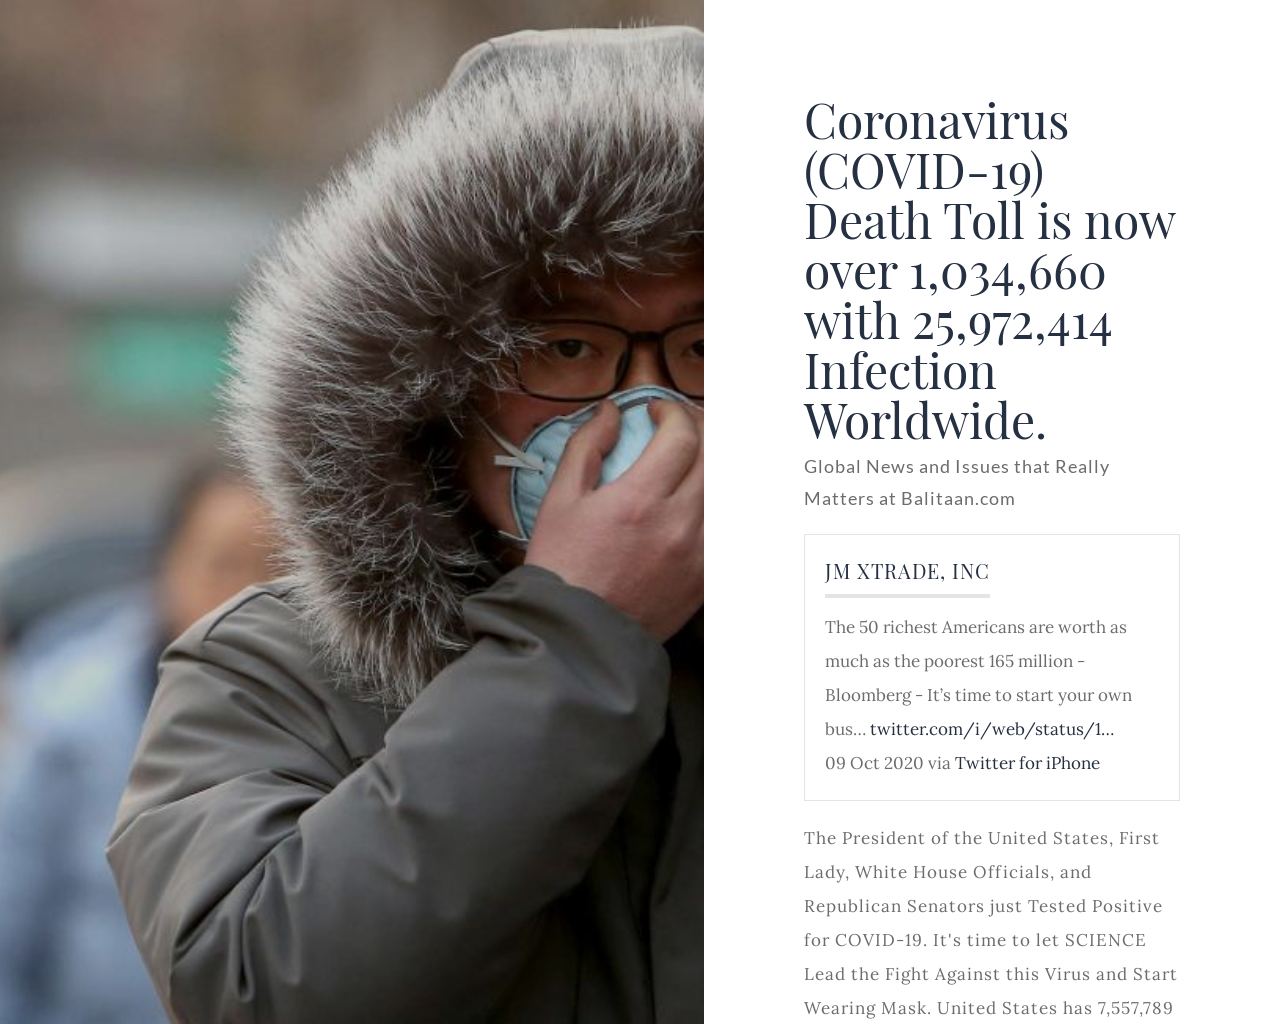 Coronavirus
(COVID-19)
Death Toll is now
over 1,034,660
with 25,972,414
Infection
Worldwide.
Global News and Issues that Really
Matters at Balitaan.com
JM XTRADE, INC
The 50 richest Americans are worth as
much as the poorest 165 million -
Bloomberg - It’s time to start your own
bus… twitter.com/i/web/status/1…
09 Oct 2020 via Twitter for iPhone
The President of the United States, First
Lady, White House Officials, and
Republican Senators just Tested Positive
for COVID-19. It's time to let SCIENCE
Lead the Fight Against this Virus and Start
Wearing Mask. United States has 7,557,789